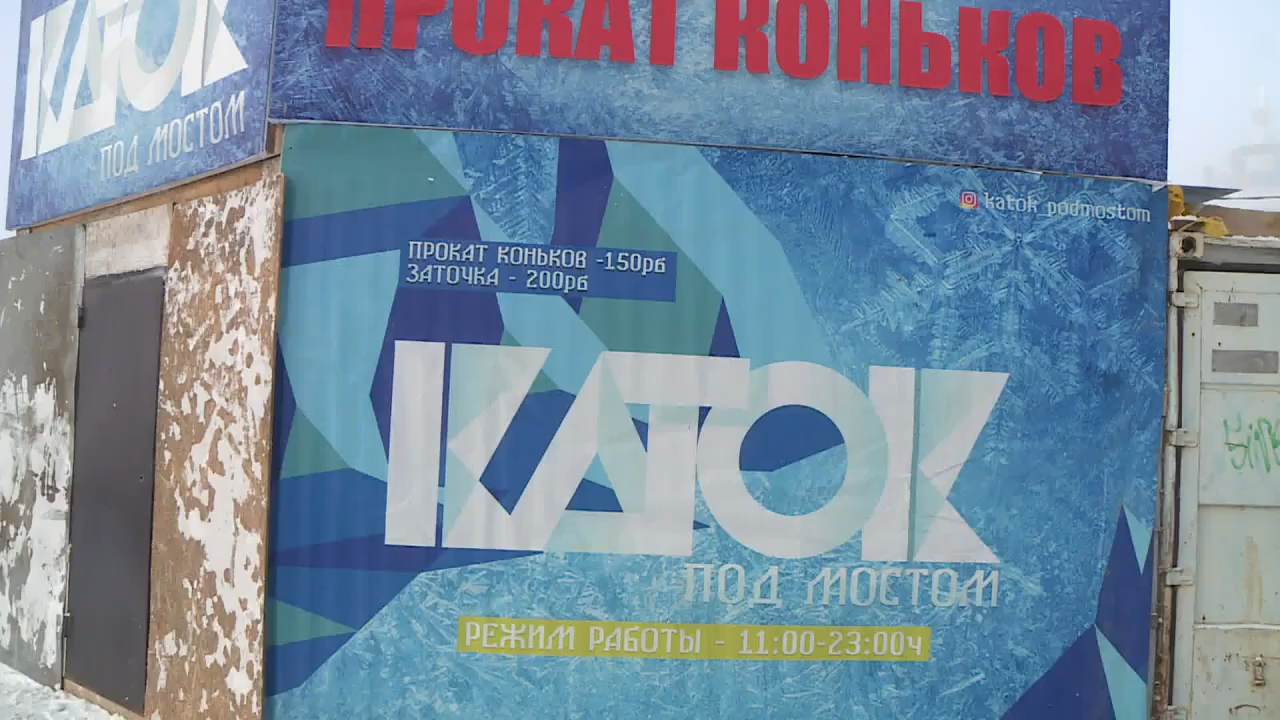 ПРОКАТ КОНЬКОВ
КАТОК
ПОД МОСТОМ
katok_podmostom
ПРОКАТ КОНЬКОВ -150рб
ЗАТОЧКА - 200рб
КАТОК
ПОД МОСТОМ
РЕЖИМ РАБОТЫ - 11:00-23:00ч